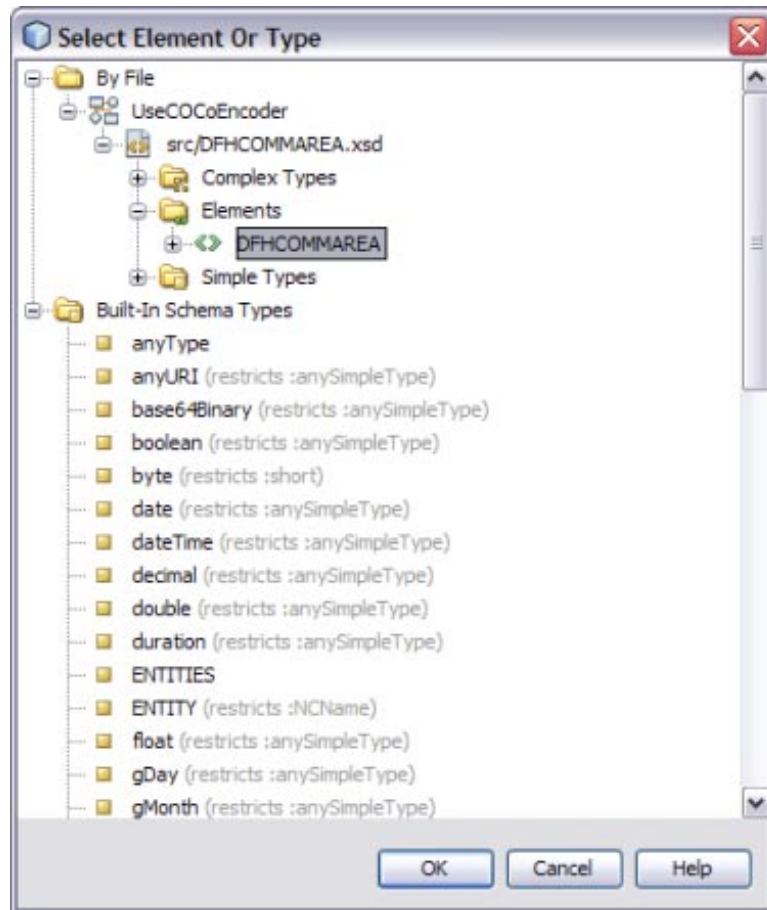 Select Element Or Type
By File
UseCOCoEncoder
src/DFHCOMMAREA.xsd
Complex Types
Elements
DFHCOMMAREA
Simple Types
Built-In Schema Types
anyType
anyURI (restricts :anySimpleType)
base64Binary (restricts :anySimpleType)
boolean (restricts :anySimpleType)
byte (restricts :short)
date (restricts :anySimpleType)
dateTime (restricts :anySimpleType)
decimal (restricts :anySimpleType)
double (restricts :anySimpleType)
duration (restricts :anySimpleType)
ENTITIES
ENTITY (restricts :NCName)
float (restricts :anySimpleType)
gDay (restricts :anySimpleType)
gMonth (restricts :anySimpleType)
OK Cancel Help